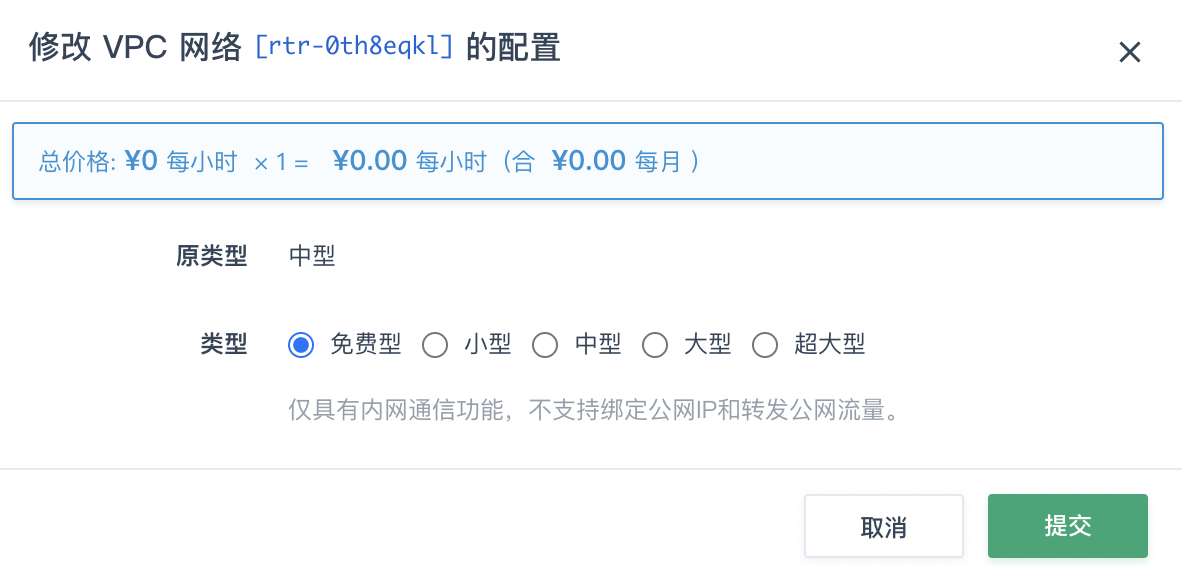 修改 VPC 网络 [rtr-0th8eqkl] 的配置
总价格: ¥0 每小时 × 1 = ¥0.00 每小时（合 ¥0.00 每月 ）
原类型 中型
类型 免费型 小型 中型 大型 超大型
仅具有内网通信功能，不支持绑定公网IP和转发公网流量。
取消 提交